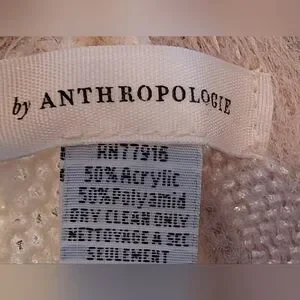 by ANTHROPOLOGIE
RN77916
50% Acrylic
50% Polyamid
DRY CLEAN ONLY
NETTOYAGE A SEC
SEULEMENT